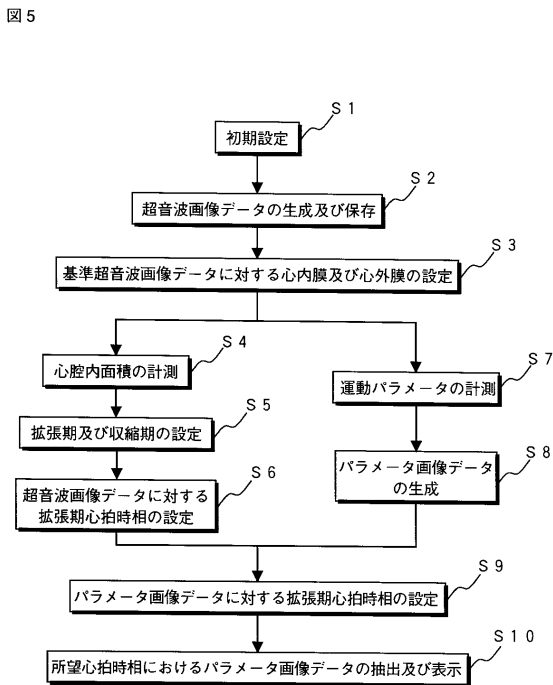 図5
S1
初期設定
S2
超音波画像データの生成及び保存
S3
基準超音波画像データに対する心内膜及び心外膜の設定
S4
心腔内面積の計測
S5
拡張期及び収縮期の設定
S6
超音波画像データに対する
拡張期心拍時相の設定
S7
運動パラメータの計測
S8
パラメータ画像データ
の生成
S9
パラメータ画像データに対する拡張期心拍時相の設定
S10
所望心拍時相におけるパラメータ画像データの抽出及び表示